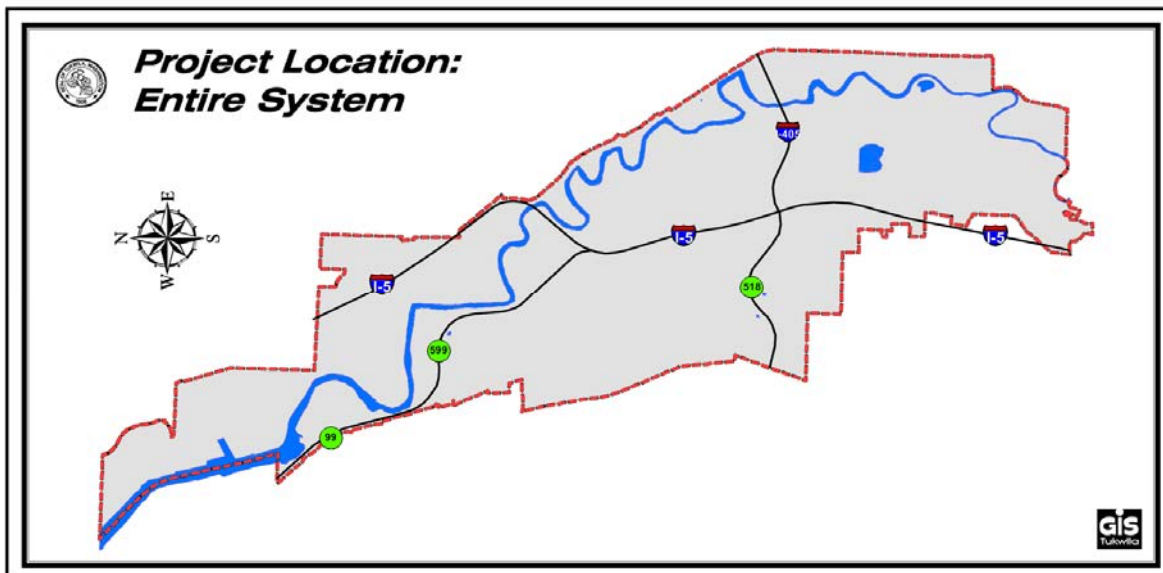 Project Location:
Entire System
I-405
I-5
E
N
S
W
I-5
I-5
518
599
99
GIS
Tukwila